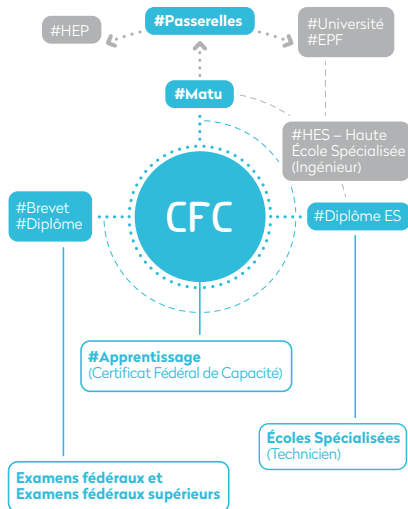 #HEP
#Passerelles
#Université
#EPF
#Matu
#HES – Haute
École Spécialisée
(Ingénieur)
#Brevet
#Diplôme
CFC
#Diplôme ES
#Apprentissage
(Certificat Fédéral de Capacité)
Écoles Spécialisées
(Technicien)
Examens fédéraux et
Examens fédéraux supérieurs